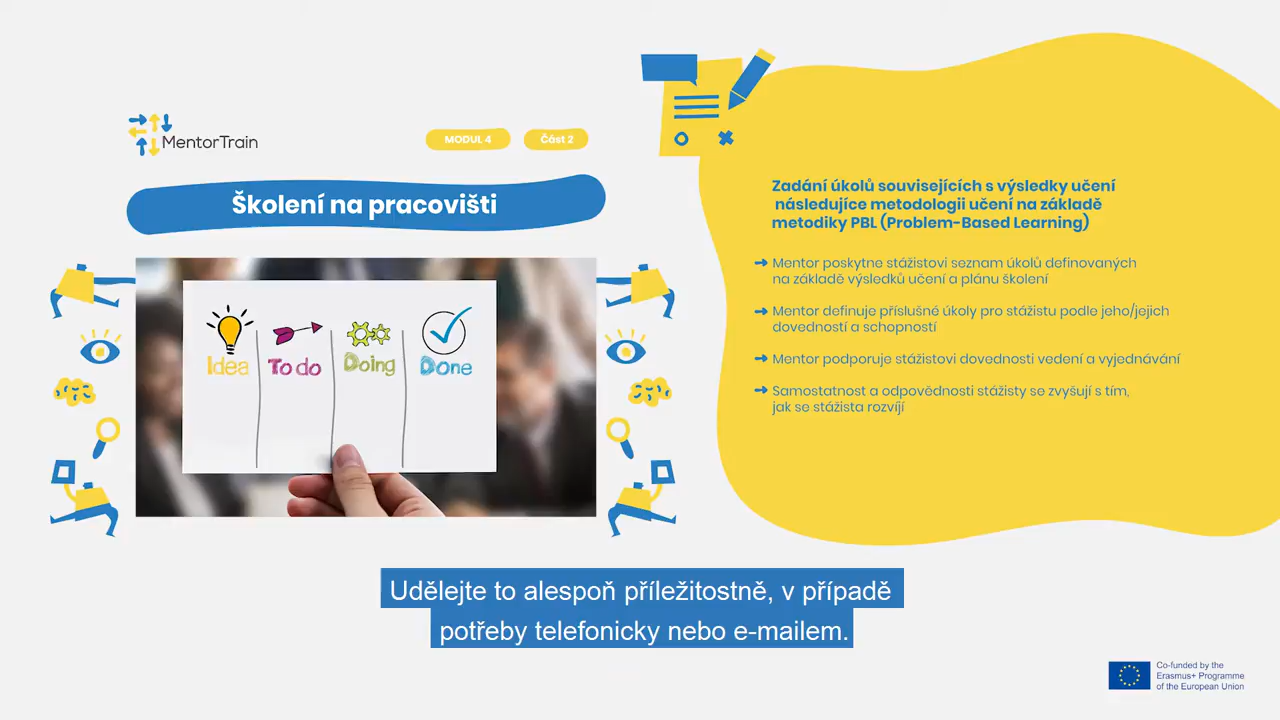 MentorTrain
MODUL 4
Část 2
Školení na pracovišti
Idea
To do
Doing
Done
Zadání úkolů souvisejících s výsledky učení
následujíce metodologii učení na základě
metodiky PBL (Problem-Based Learning)
Mentor poskytne stážistovi seznam úkolů definovaných
na základě výsledků učení a plánu školení
Mentor definuje příslušné úkoly pro stážistu podle jeho/jejich
dovedností a schopností
Mentor podporuje stážistovi dovednosti vedení a vyjednávání
Samostatnost a odpovědnosti stážisty se zvyšují s tím,
jak se stážista rozvíjí
Udělejte to alespoň příležitostně, v případě
potřeby telefonicky nebo e-mailem.
Co-funded by the
Erasmus+ Programme
of the European Union